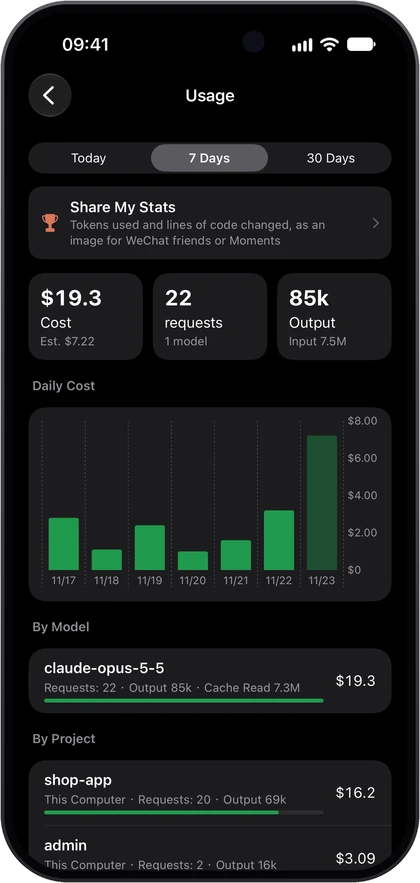 09:41
Usage
Today
7 Days
30 Days
Share My Stats
Tokens used and lines of code changed, as an
image for WeChat friends or Moments
$19.3
Cost
Est. $7.22
22
requests
1 model
85k
Output
Input 7.5M
Daily Cost
$8.00
$6.00
$4.00
$2.00
$0
11/17
11/18
11/19
11/20
11/21
11/22
11/23
By Model
claude-opus-5-5
Requests: 22 · Output 85k · Cache Read 7.3M
$19.3
By Project
shop-app
This Computer · Requests: 20 · Output 69k
$16.2
admin
This Computer · Requests: 2 · Output 16k
$3.09